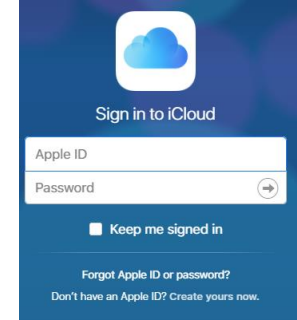 Sign in to iCloud
Apple ID
Password
Keep me signed in
Forgot Apple ID or password?
Don't have an Apple ID? Create yours now.